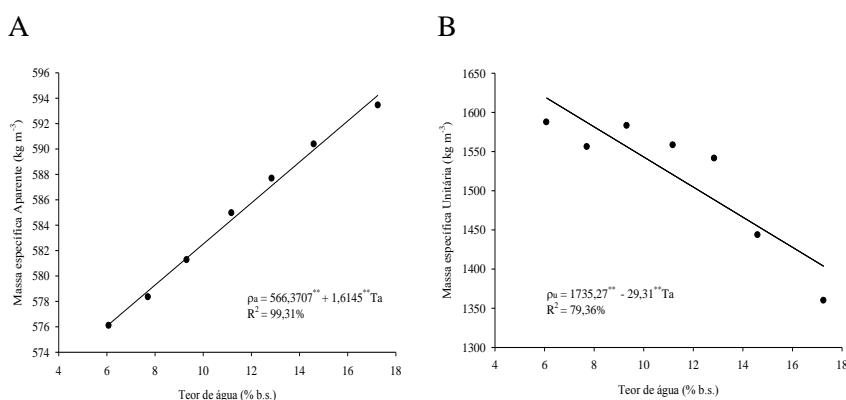 A
Massa específica Aparente (kg m⁻³)
596
594
592
590
588
586
584
582
580
578
576
574
ρa = 566,3707** + 1,6145**Ta
R² = 99,31%
4 6 8 10 12 14 16 18
Teor de água (% b.s.)
B
Massa específica Unitária (kg m⁻³)
1650
1600
1550
1500
1450
1400
1350
1300
ρu = 1735,27** - 29,31**Ta
R² = 79,36%
4 6 8 10 12 14 16 18
Teor de água (% b.s.)